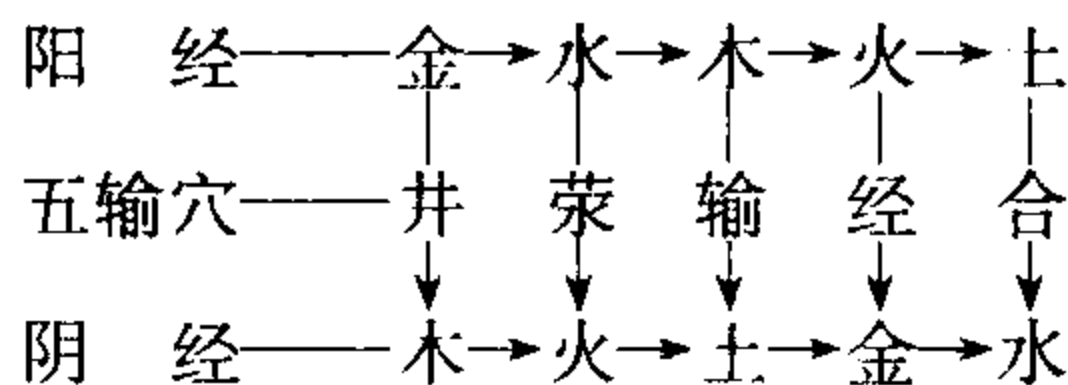 阳 经 金 水 木 火 土
五输穴 井 荥 输 经 合
阴 经 木 火 土 金 水